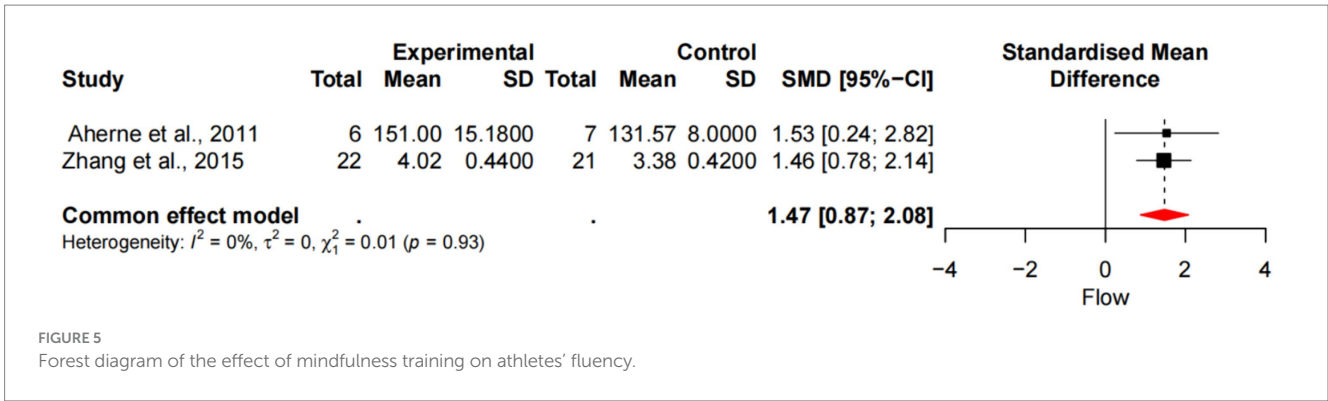 Experimental Control Standardised Mean
Study Total Mean SD Total Mean SD SMD [95%−CI] Difference
Aherne et al., 2011 6 151.00 15.1800 7 131.57 8.0000 1.53 [0.24; 2.82]
Zhang et al., 2015 22 4.02 0.4400 21 3.38 0.4200 1.46 [0.78; 2.14]
Common effect model . . 1.47 [0.87; 2.08]
Heterogeneity: I² = 0%, τ² = 0, χ²₁ = 0.01 (p = 0.93)
−4 −2 0 2 4
Flow
FIGURE 5
Forest diagram of the effect of mindfulness training on athletes’ fluency.